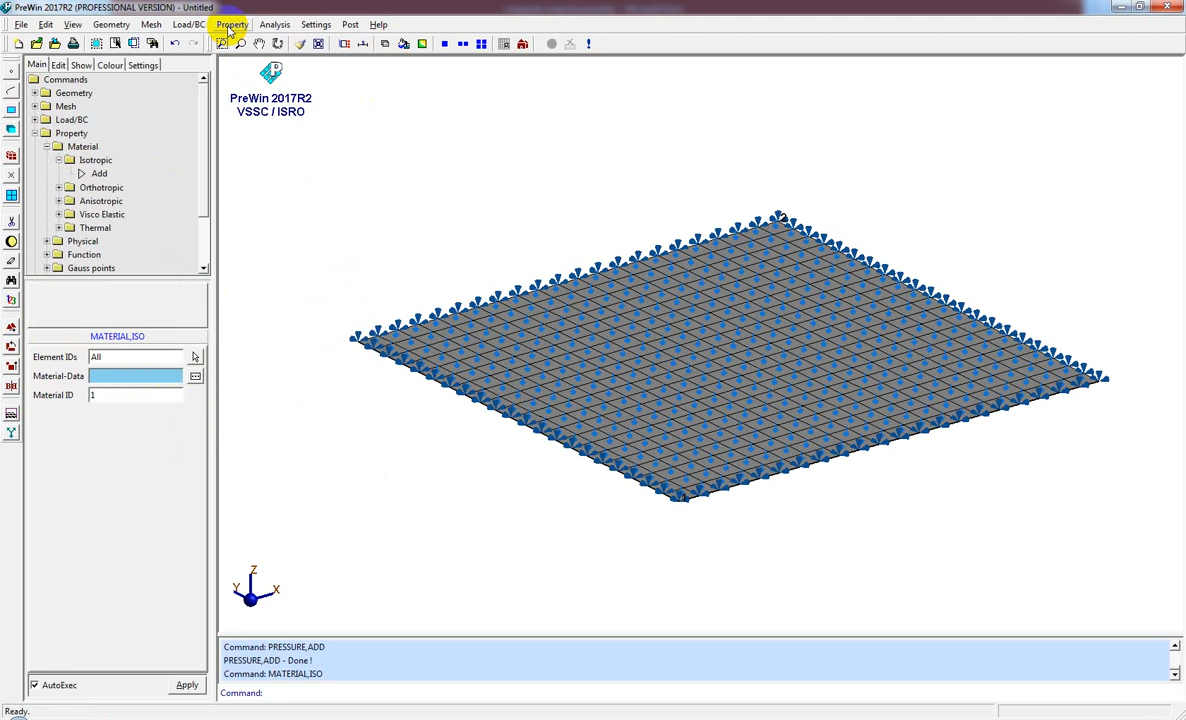 PreWin 2017R2 (PROFESSIONAL VERSION) - Untitled
File Edit View Geometry Mesh Load/BC Property Analysis Settings Post Help
Main Edit Show Colour Settings
Commands
Geometry
Mesh
Load/BC
Property
Material
Isotropic
Add
Orthotropic
Anisotropic
Visco Elastic
Thermal
Physical
Function
Gauss points
MATERIAL,ISO
Element IDs All
Material-Data
Material ID 1
AutoExec Apply
PreWin 2017R2
VSSC / ISRO
Z
Y X
Command: PRESSURE,ADD
PRESSURE,ADD - Done !
Command: MATERIAL,ISO
Command:
Ready.